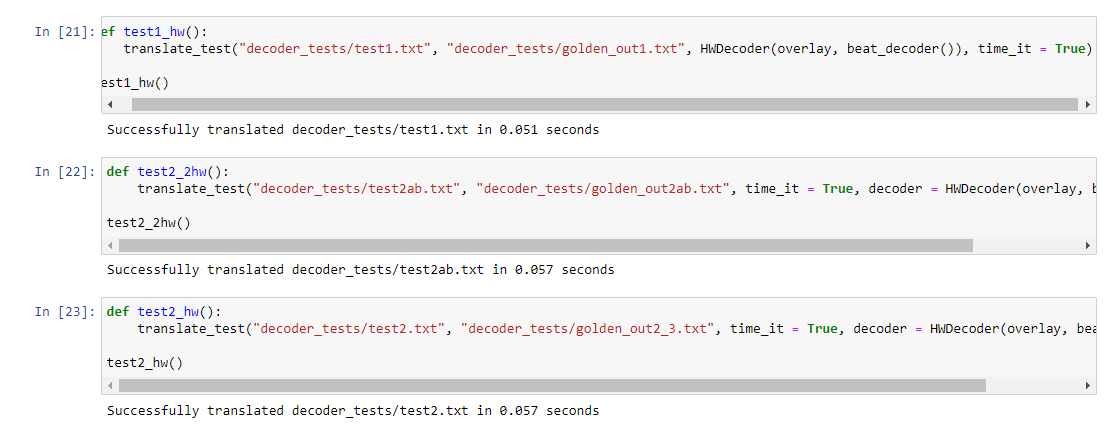 In [21]: ef test1_hw():
translate_test("decoder_tests/test1.txt", "decoder_tests/golden_out1.txt", HWDecoder(overlay, beat_decoder()), time_it = True)
est1_hw()
Successfully translated decoder_tests/test1.txt in 0.051 seconds
In [22]: def test2_2hw():
translate_test("decoder_tests/test2ab.txt", "decoder_tests/golden_out2ab.txt", time_it = True, decoder = HWDecoder(overlay, b
test2_2hw()
Successfully translated decoder_tests/test2ab.txt in 0.057 seconds
In [23]: def test2_hw():
translate_test("decoder_tests/test2.txt", "decoder_tests/golden_out2_3.txt", time_it = True, decoder = HWDecoder(overlay, bea
test2_hw()
Successfully translated decoder_tests/test2.txt in 0.057 seconds